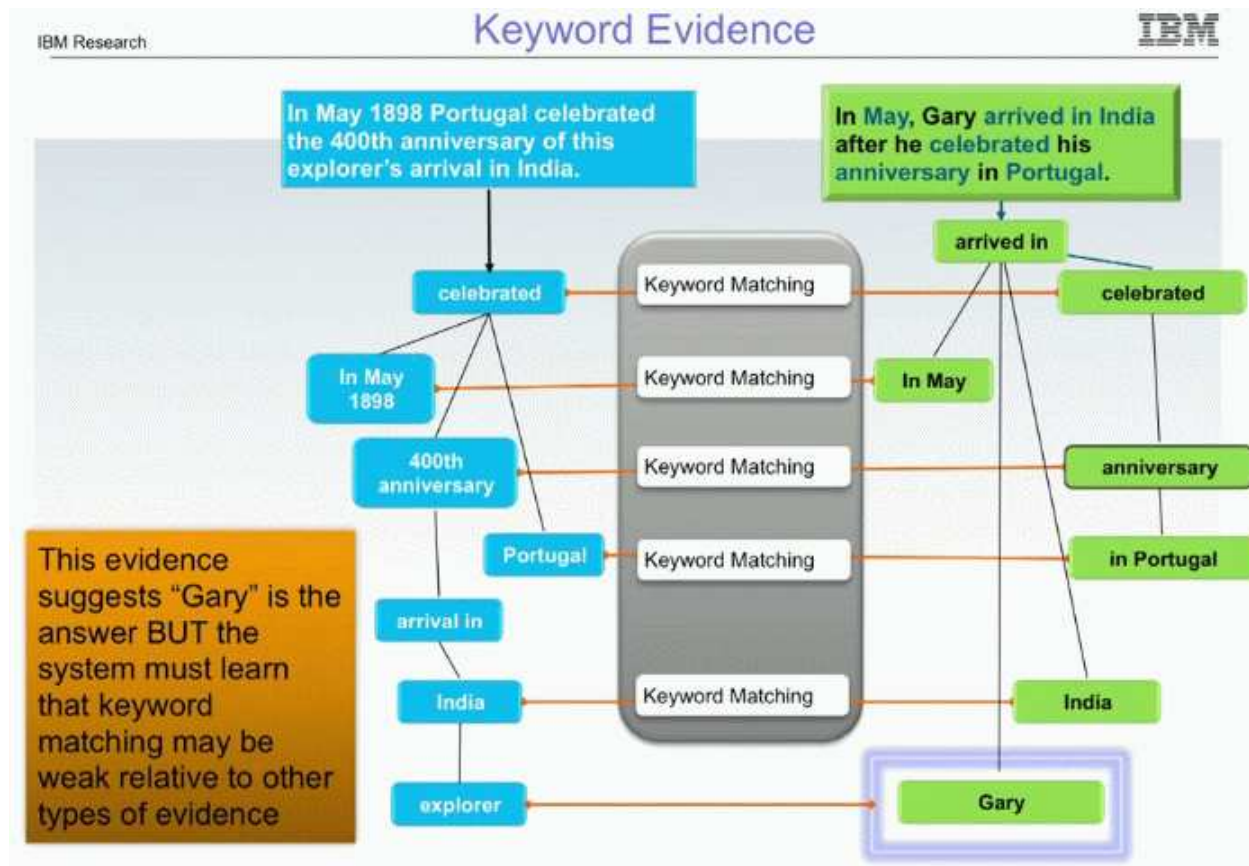 IBM Research
Keyword Evidence
IBM
In May 1898 Portugal celebrated
the 400th anniversary of this
explorer's arrival in India.
In May, Gary arrived in India
after he celebrated his
anniversary in Portugal.
arrived in
celebrated
Keyword Matching
celebrated
In May
1898
Keyword Matching
In May
400th
anniversary
Keyword Matching
anniversary
Portugal
Keyword Matching
in Portugal
arrival in
India
Keyword Matching
India
explorer
Gary
This evidence
suggests “Gary” is the
answer BUT the
system must learn
that keyword
matching may be
weak relative to other
types of evidence